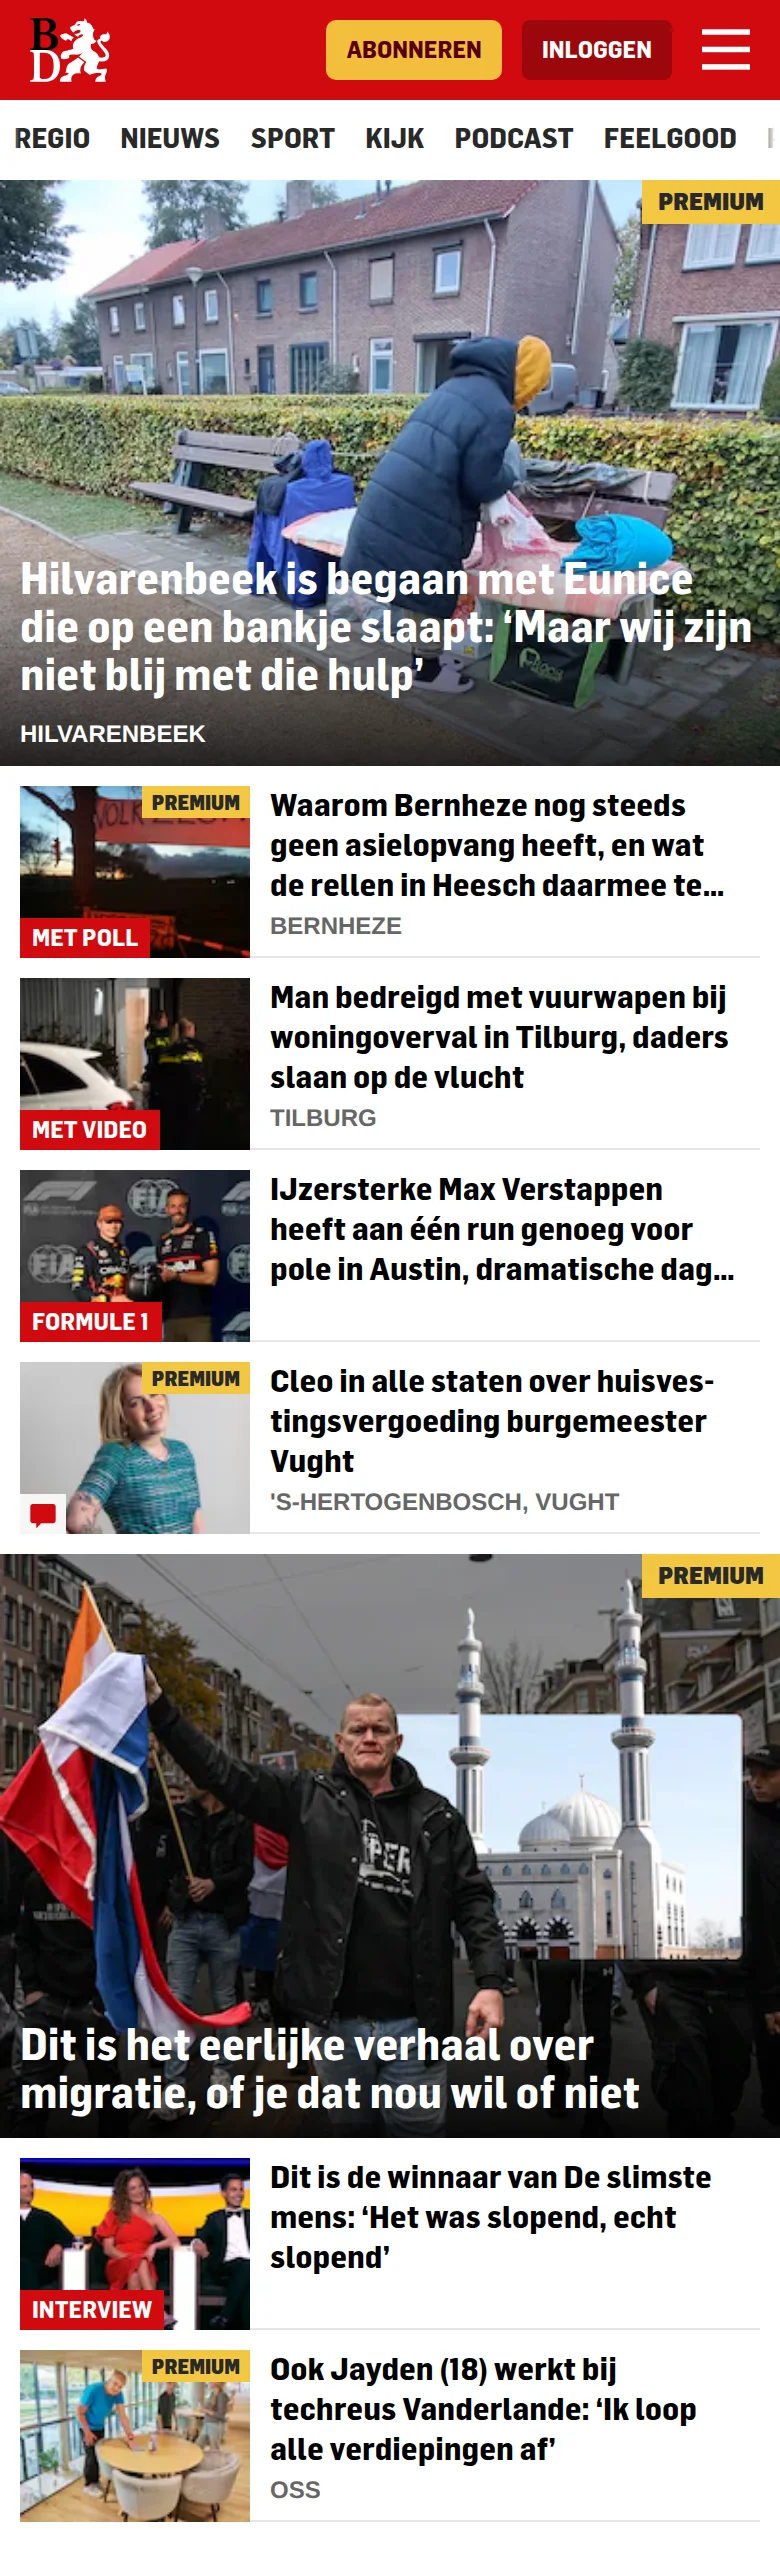 BD
ABONNEREN
INLOGGEN
REGIO NIEUWS SPORT KIJK PODCAST FEELGOOD
PREMIUM
Hilvarenbeek is begaan met Eunice
die op een bankje slaapt: ‘Maar wij zijn
niet blij met die hulp’
HILVARENBEEK
PREMIUM
MET POLL
Waarom Bernheze nog steeds
geen asielopvang heeft, en wat
de rellen in Heesch daarmee te...
BERNHEZE
MET VIDEO
Man bedreigd met vuurwapen bij
woningoverval in Tilburg, daders
slaan op de vlucht
TILBURG
FIA
FORMULE 1
IJzersterke Max Verstappen
heeft aan één run genoeg voor
pole in Austin, dramatische dag...
PREMIUM
Cleo in alle staten over huisves-
tingsvergoeding burgemeester
Vught
'S-HERTOGENBOSCH, VUGHT
PREMIUM
Dit is het eerlijke verhaal over
migratie, of je dat nou wil of niet
INTERVIEW
Dit is de winnaar van De slimste
mens: ‘Het was slopend, echt
slopend’
PREMIUM
Ook Jayden (18) werkt bij
techreus Vanderlande: ‘Ik loop
alle verdiepingen af’
OSS